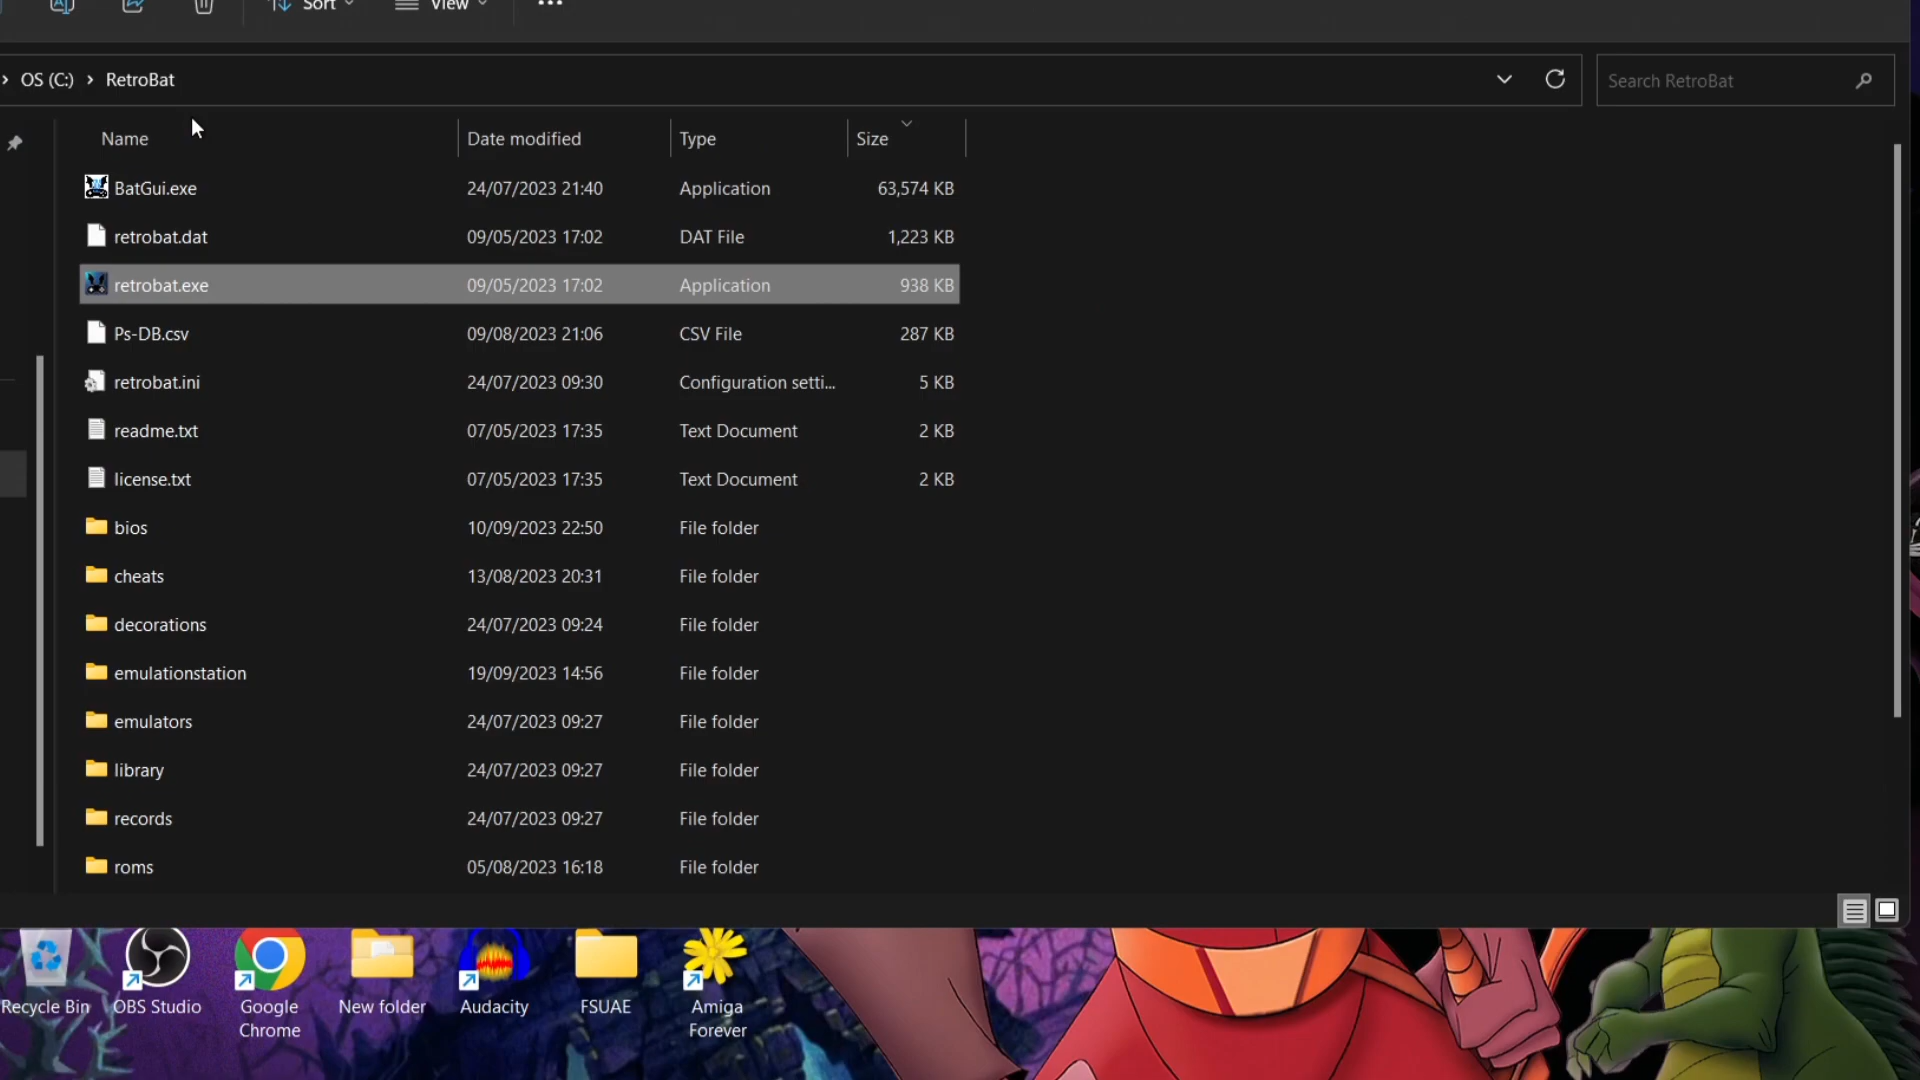 Sort View
OS (C:) RetroBat Search RetroBat
Name Date modified Type Size
BatGui.exe 24/07/2023 21:40 Application 63,574 KB
retrobat.dat 09/05/2023 17:02 DAT File 1,223 KB
retrobat.exe 09/05/2023 17:02 Application 938 KB
Ps-DB.csv 09/08/2023 21:06 CSV File 287 KB
retrobat.ini 24/07/2023 09:30 Configuration setti... 5 KB
readme.txt 07/05/2023 17:35 Text Document 2 KB
license.txt 07/05/2023 17:35 Text Document 2 KB
bios 10/09/2023 22:50 File folder
cheats 13/08/2023 20:31 File folder
decorations 24/07/2023 09:24 File folder
emulationstation 19/09/2023 14:56 File folder
emulators 24/07/2023 09:27 File folder
library 24/07/2023 09:27 File folder
records 24/07/2023 09:27 File folder
roms 05/08/2023 16:18 File folder
Recycle Bin OBS Studio Google Chrome New folder Audacity FSUAE Amiga Forever